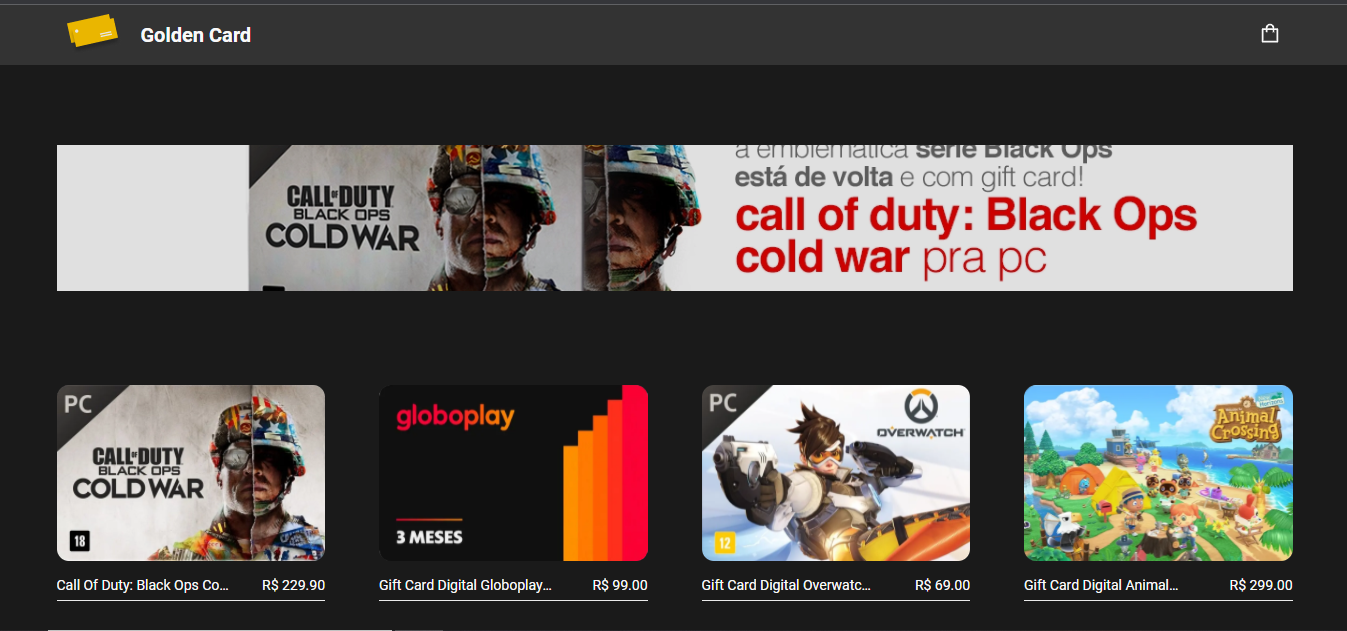 Golden Card
a emblemática série Black Ops
está de volta e com gift card!
CALL OF DUTY
BLACK OPS
COLD WAR
call of duty: Black Ops
cold war pra pc
PC
CALL OF DUTY
BLACK OPS
COLD WAR
18
globoplay
3 MESES
PC
OVERWATCH
12
Animal
Crossing
Call Of Duty: Black Ops Co... R$ 229.90
Gift Card Digital Globoplay... R$ 99.00
Gift Card Digital Overwatc... R$ 69.00
Gift Card Digital Animal... R$ 299.00